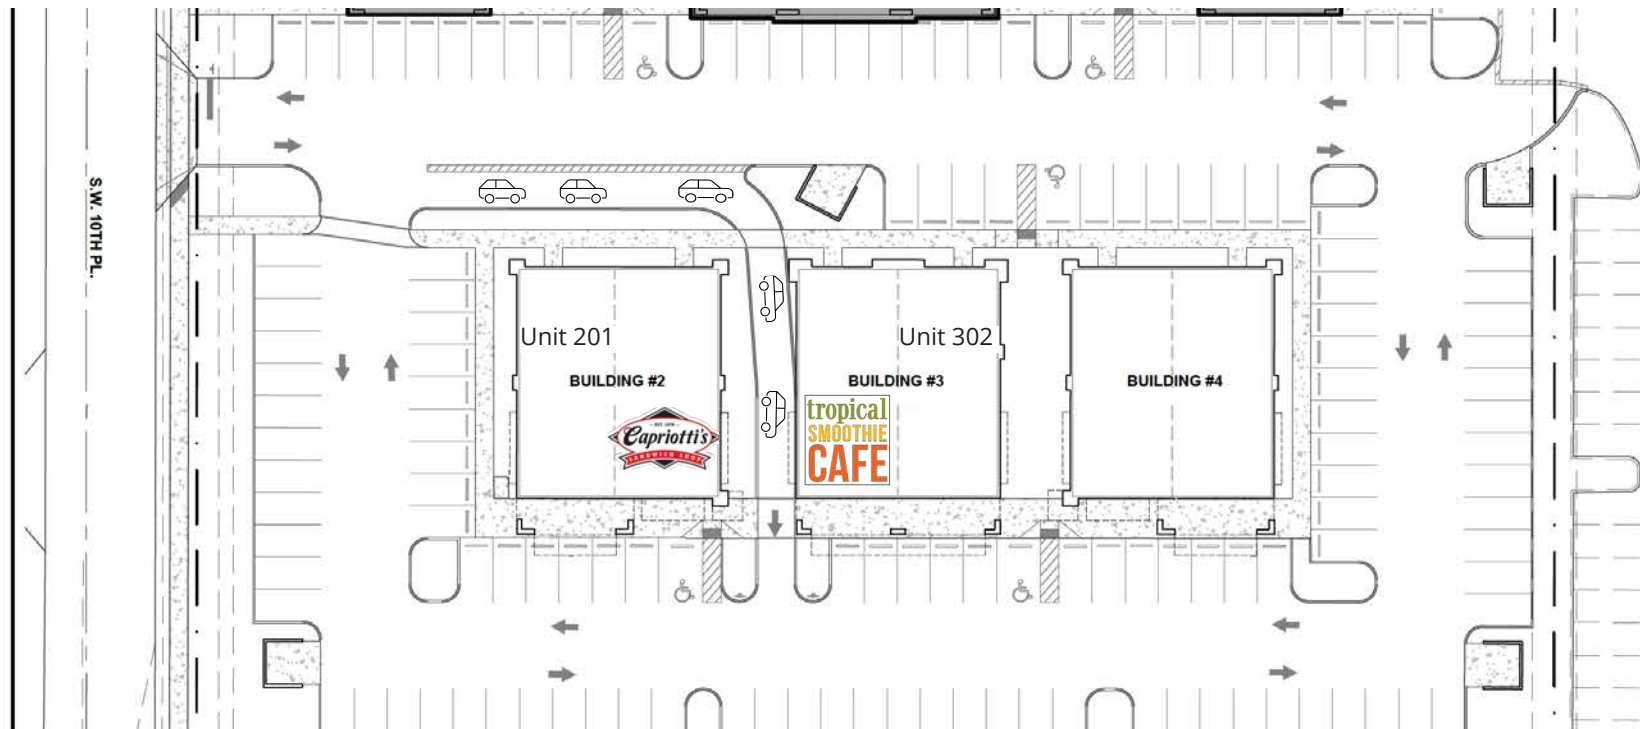 S.W. 10TH PL.
Unit 201
Unit 302
BUILDING #2
BUILDING #3
BUILDING #4
Capriotti's
SANDWICH SHOP
tropical
SMOOTHIE
CAFE